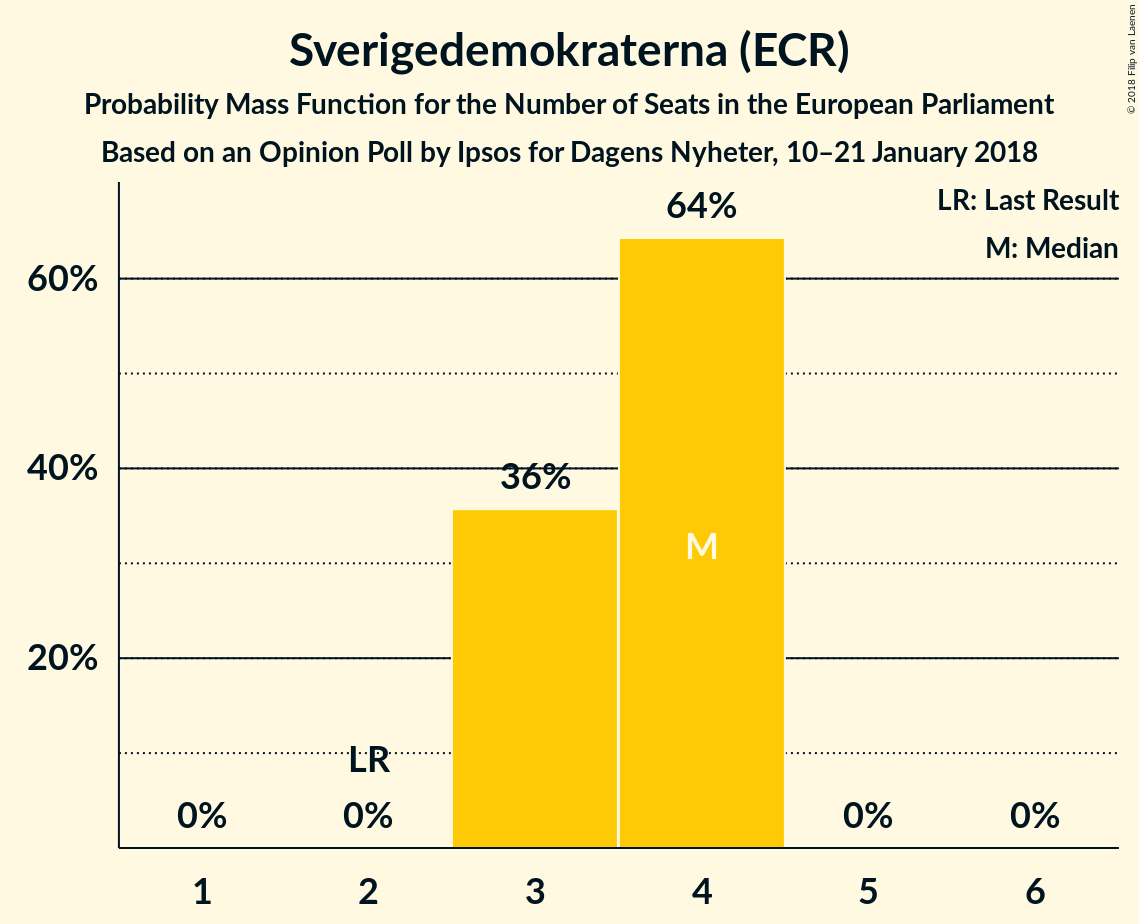 Sverigedemokraterna (ECR)
Probability Mass Function for the Number of Seats in the European Parliament
Based on an Opinion Poll by Ipsos for Dagens Nyheter, 10–21 January 2018
© 2018 Filip van Laenen
LR: Last Result
M: Median
64%
60%
40%
36%
M
20%
LR
0%
0%
0%
0%
1
2
3
4
5
6